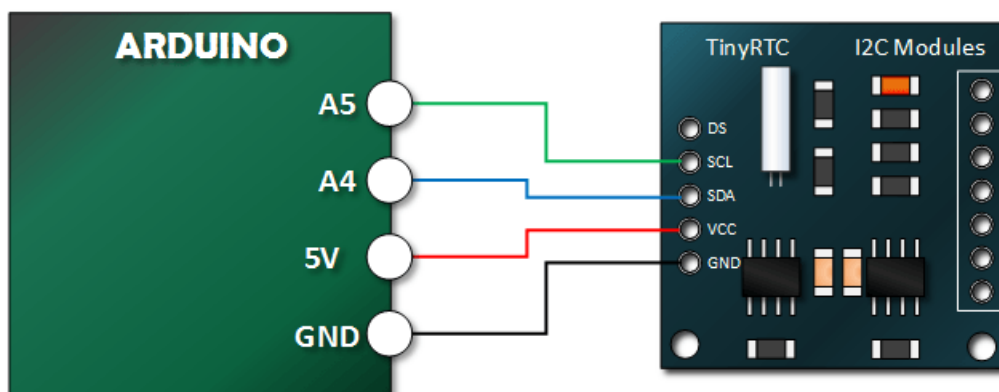 ARDUINO
A5
A4
5V
GND
TinyRTC I2C Modules
DS
SCL
SDA
VCC
GND